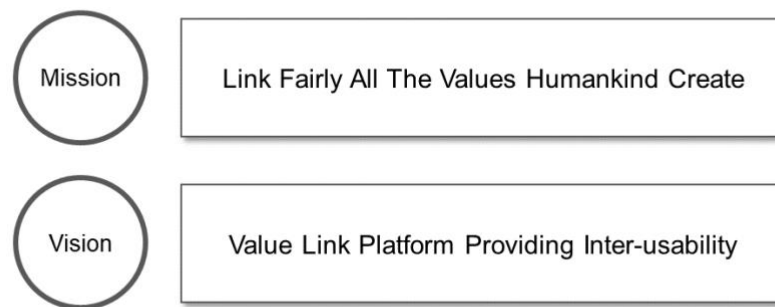 Mission
Link Fairly All The Values Humankind Create
Vision
Value Link Platform Providing Inter-usability